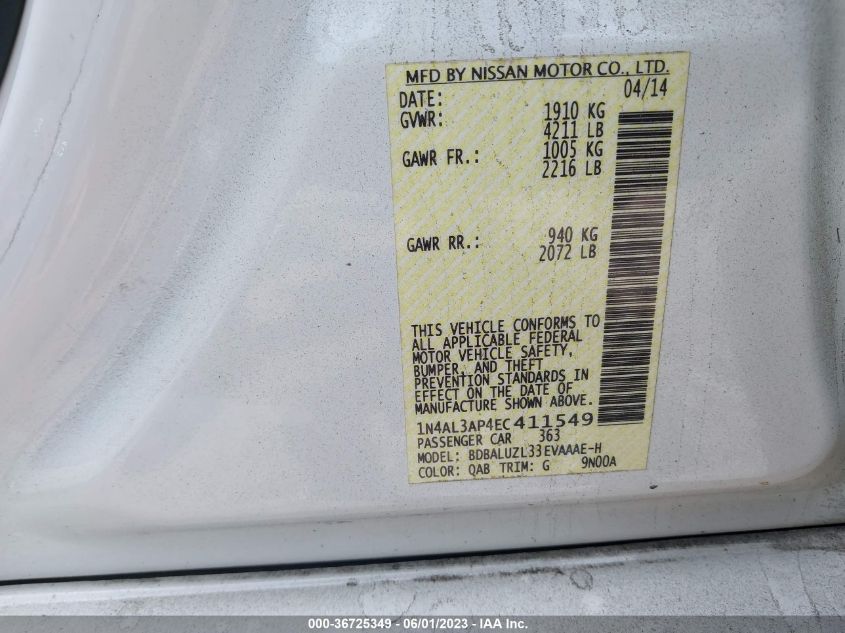 MFD BY NISSAN MOTOR CO., LTD.
DATE: 04/14
GVWR: 1910 KG
4211 LB
GAWR FR.: 1005 KG
2216 LB
GAWR RR.: 940 KG
2072 LB
THIS VEHICLE CONFORMS TO
ALL APPLICABLE FEDERAL
MOTOR VEHICLE SAFETY,
BUMPER, AND THEFT
PREVENTION STANDARDS IN
EFFECT ON THE DATE OF
MANUFACTURE SHOWN ABOVE.
1N4AL3AP4EC411549
PASSENGER CAR 363
MODEL: BDBALUZL33EVAAAE-H
COLOR: QAB TRIM: G 9N00A
000-36725349 - 06/01/2023 - IAA Inc.